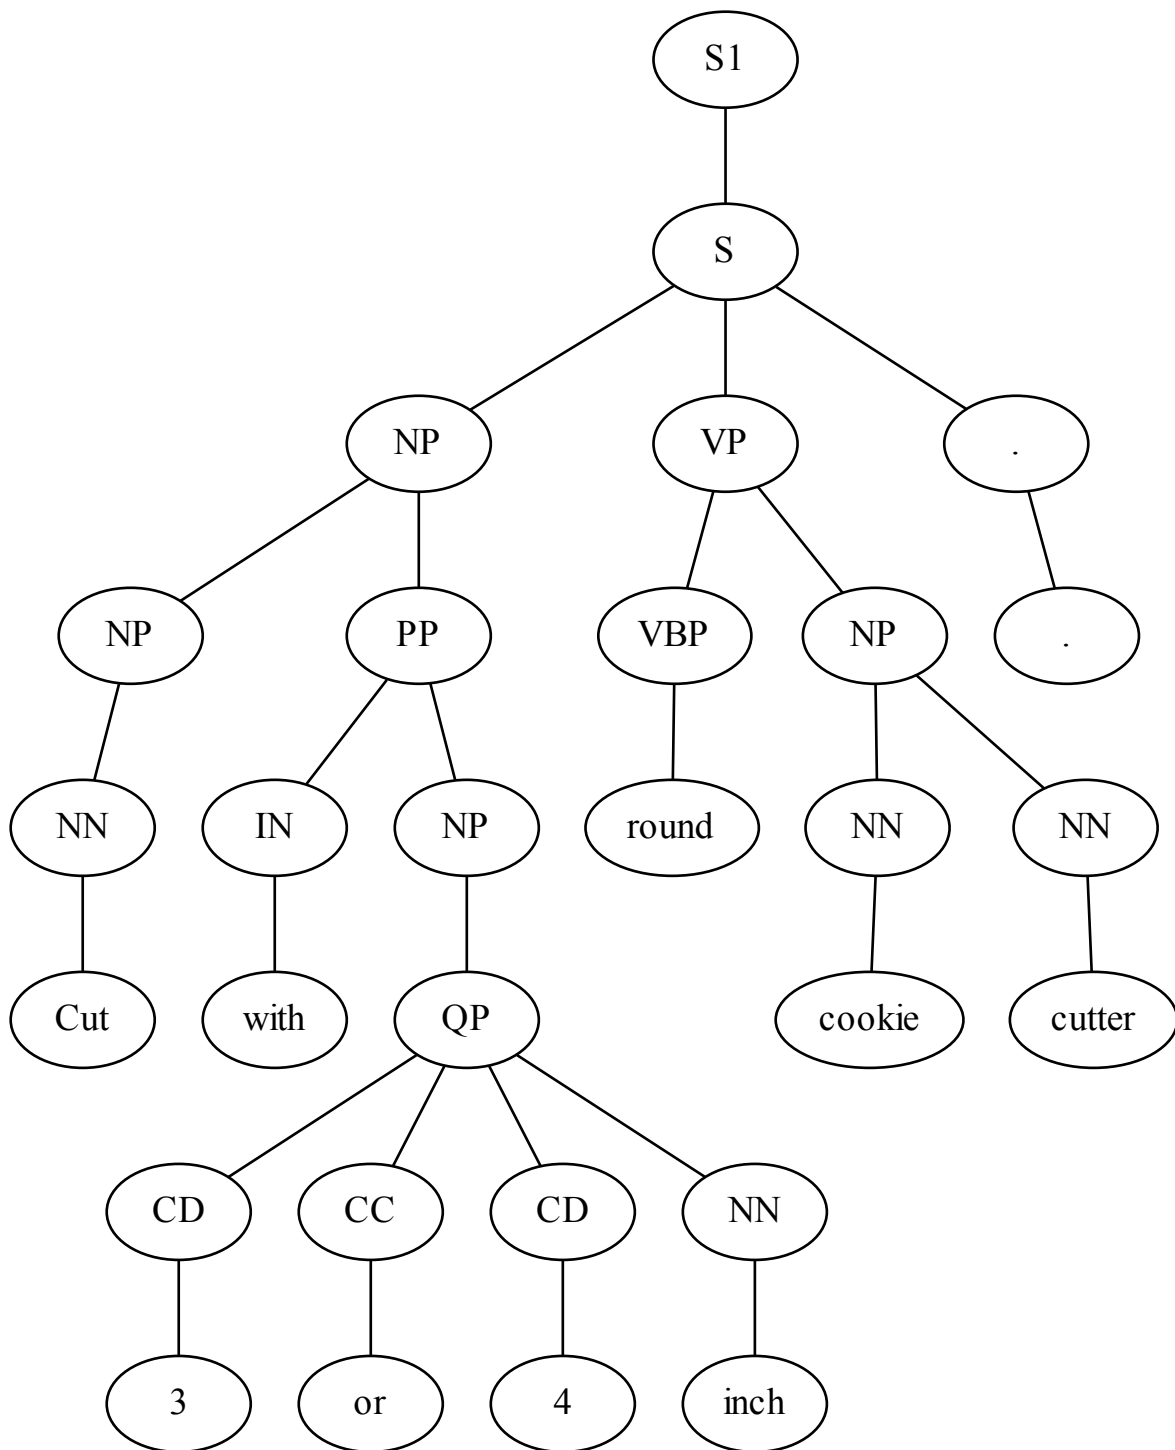 S1
S
NP VP .
NP PP VBP NP .
NN IN NP round NN NN
Cut with QP cookie cutter
CD CC CD NN
3 or 4 inch